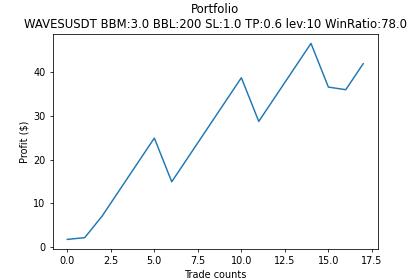 Portfolio
WAVESUSDT BBM:3.0 BBL:200 SL:1.0 TP:0.6 lev:10 WinRatio:78.0
Profit ($)
40
30
20
10
0
0.0 2.5 5.0 7.5 10.0 12.5 15.0 17.5
Trade counts